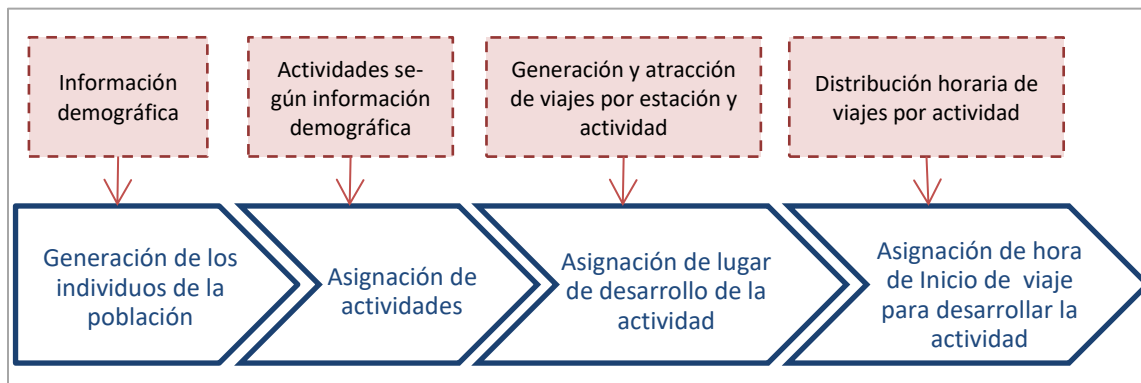 Información
demográfica
Actividades se-
gún información
demográfica
Generación y atracción
de viajes por estación y
actividad
Distribución horaria de
viajes por actividad
Generación de los
individuos de la
población
Asignación de
actividades
Asignación de lugar
de desarrollo de la
actividad
Asignación de hora
de Inicio de  viaje
para desarrollar la
actividad